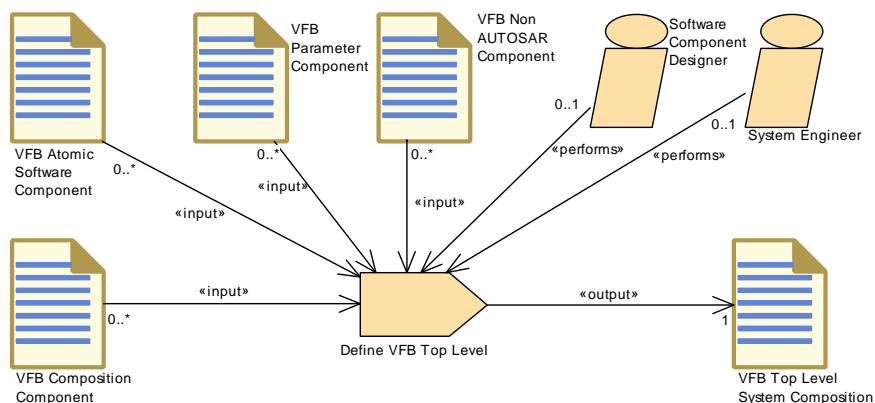 VFB
Parameter
Component
VFB Non
AUTOSAR
Component
Software
Component
Designer
0..1
0..1
System Engineer
VFB Atomic
Software
Component
0..*
0..*
0..*
«performs»
«performs»
«input»
«input»
«input»
«input»
0..*
«output»
1
Define VFB Top Level
VFB Composition
Component
VFB Top Level
System Composition